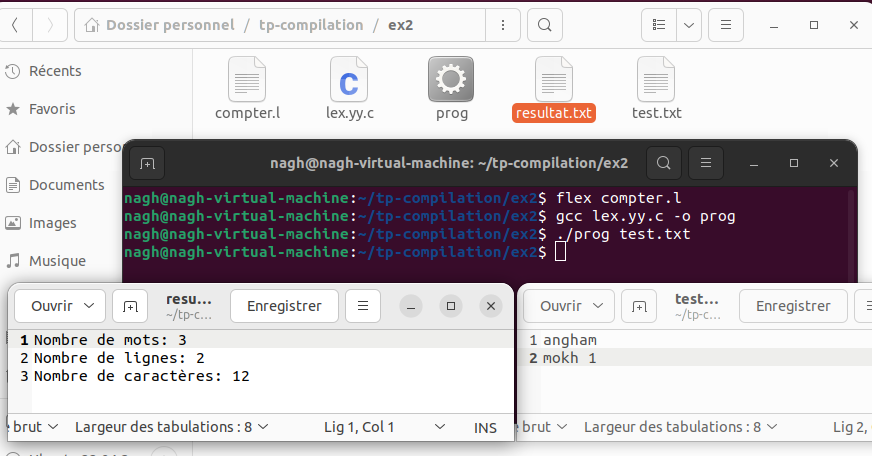 Dossier personnel / tp-compilation / ex2
Récents
Favoris
Dossier perso
Documents
Images
Musique
compter.l
lex.yy.c
prog
resultat.txt
test.txt
nagh@nagh-virtual-machine: ~/tp-compilation/ex2
nagh@nagh-virtual-machine:~/tp-compilation/ex2$ flex compter.l
nagh@nagh-virtual-machine:~/tp-compilation/ex2$ gcc lex.yy.c -o prog
nagh@nagh-virtual-machine:~/tp-compilation/ex2$ ./prog test.txt
nagh@nagh-virtual-machine:~/tp-compilation/ex2$
Ouvrir
resu...
~/tp-c...
Enregistrer
1 Nombre de mots: 3
2 Nombre de lignes: 2
3 Nombre de caractères: 12
e brut
Largeur des tabulations : 8
Lig 1, Col 1
INS
Ouvrir
test...
~/tp-c...
Enregistrer
1 angham
2 mokh 1
e brut
Largeur des tabulations : 8
Lig 2,